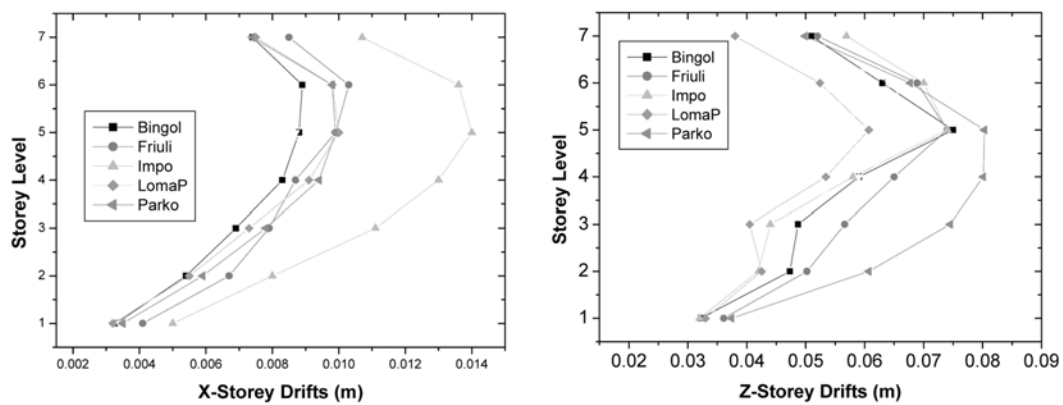 7
6
5
4
3
2
1
Storey Level
Bingol
Friuli
Impo
LomaP
Parko
0.002 0.004 0.006 0.008 0.010 0.012 0.014
X-Storey Drifts (m)
7
6
5
4
3
2
1
Storey Level
Bingol
Friuli
Impo
LomaP
Parko
0.02 0.03 0.04 0.05 0.06 0.07 0.08 0.09
Z-Storey Drifts (m)